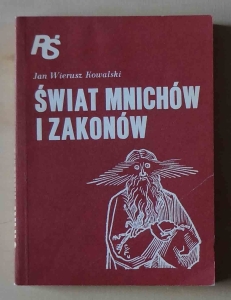 RŚ
Jan Wierusz Kowalski
ŚWIAT MNICHÓW
I ZAKONÓW